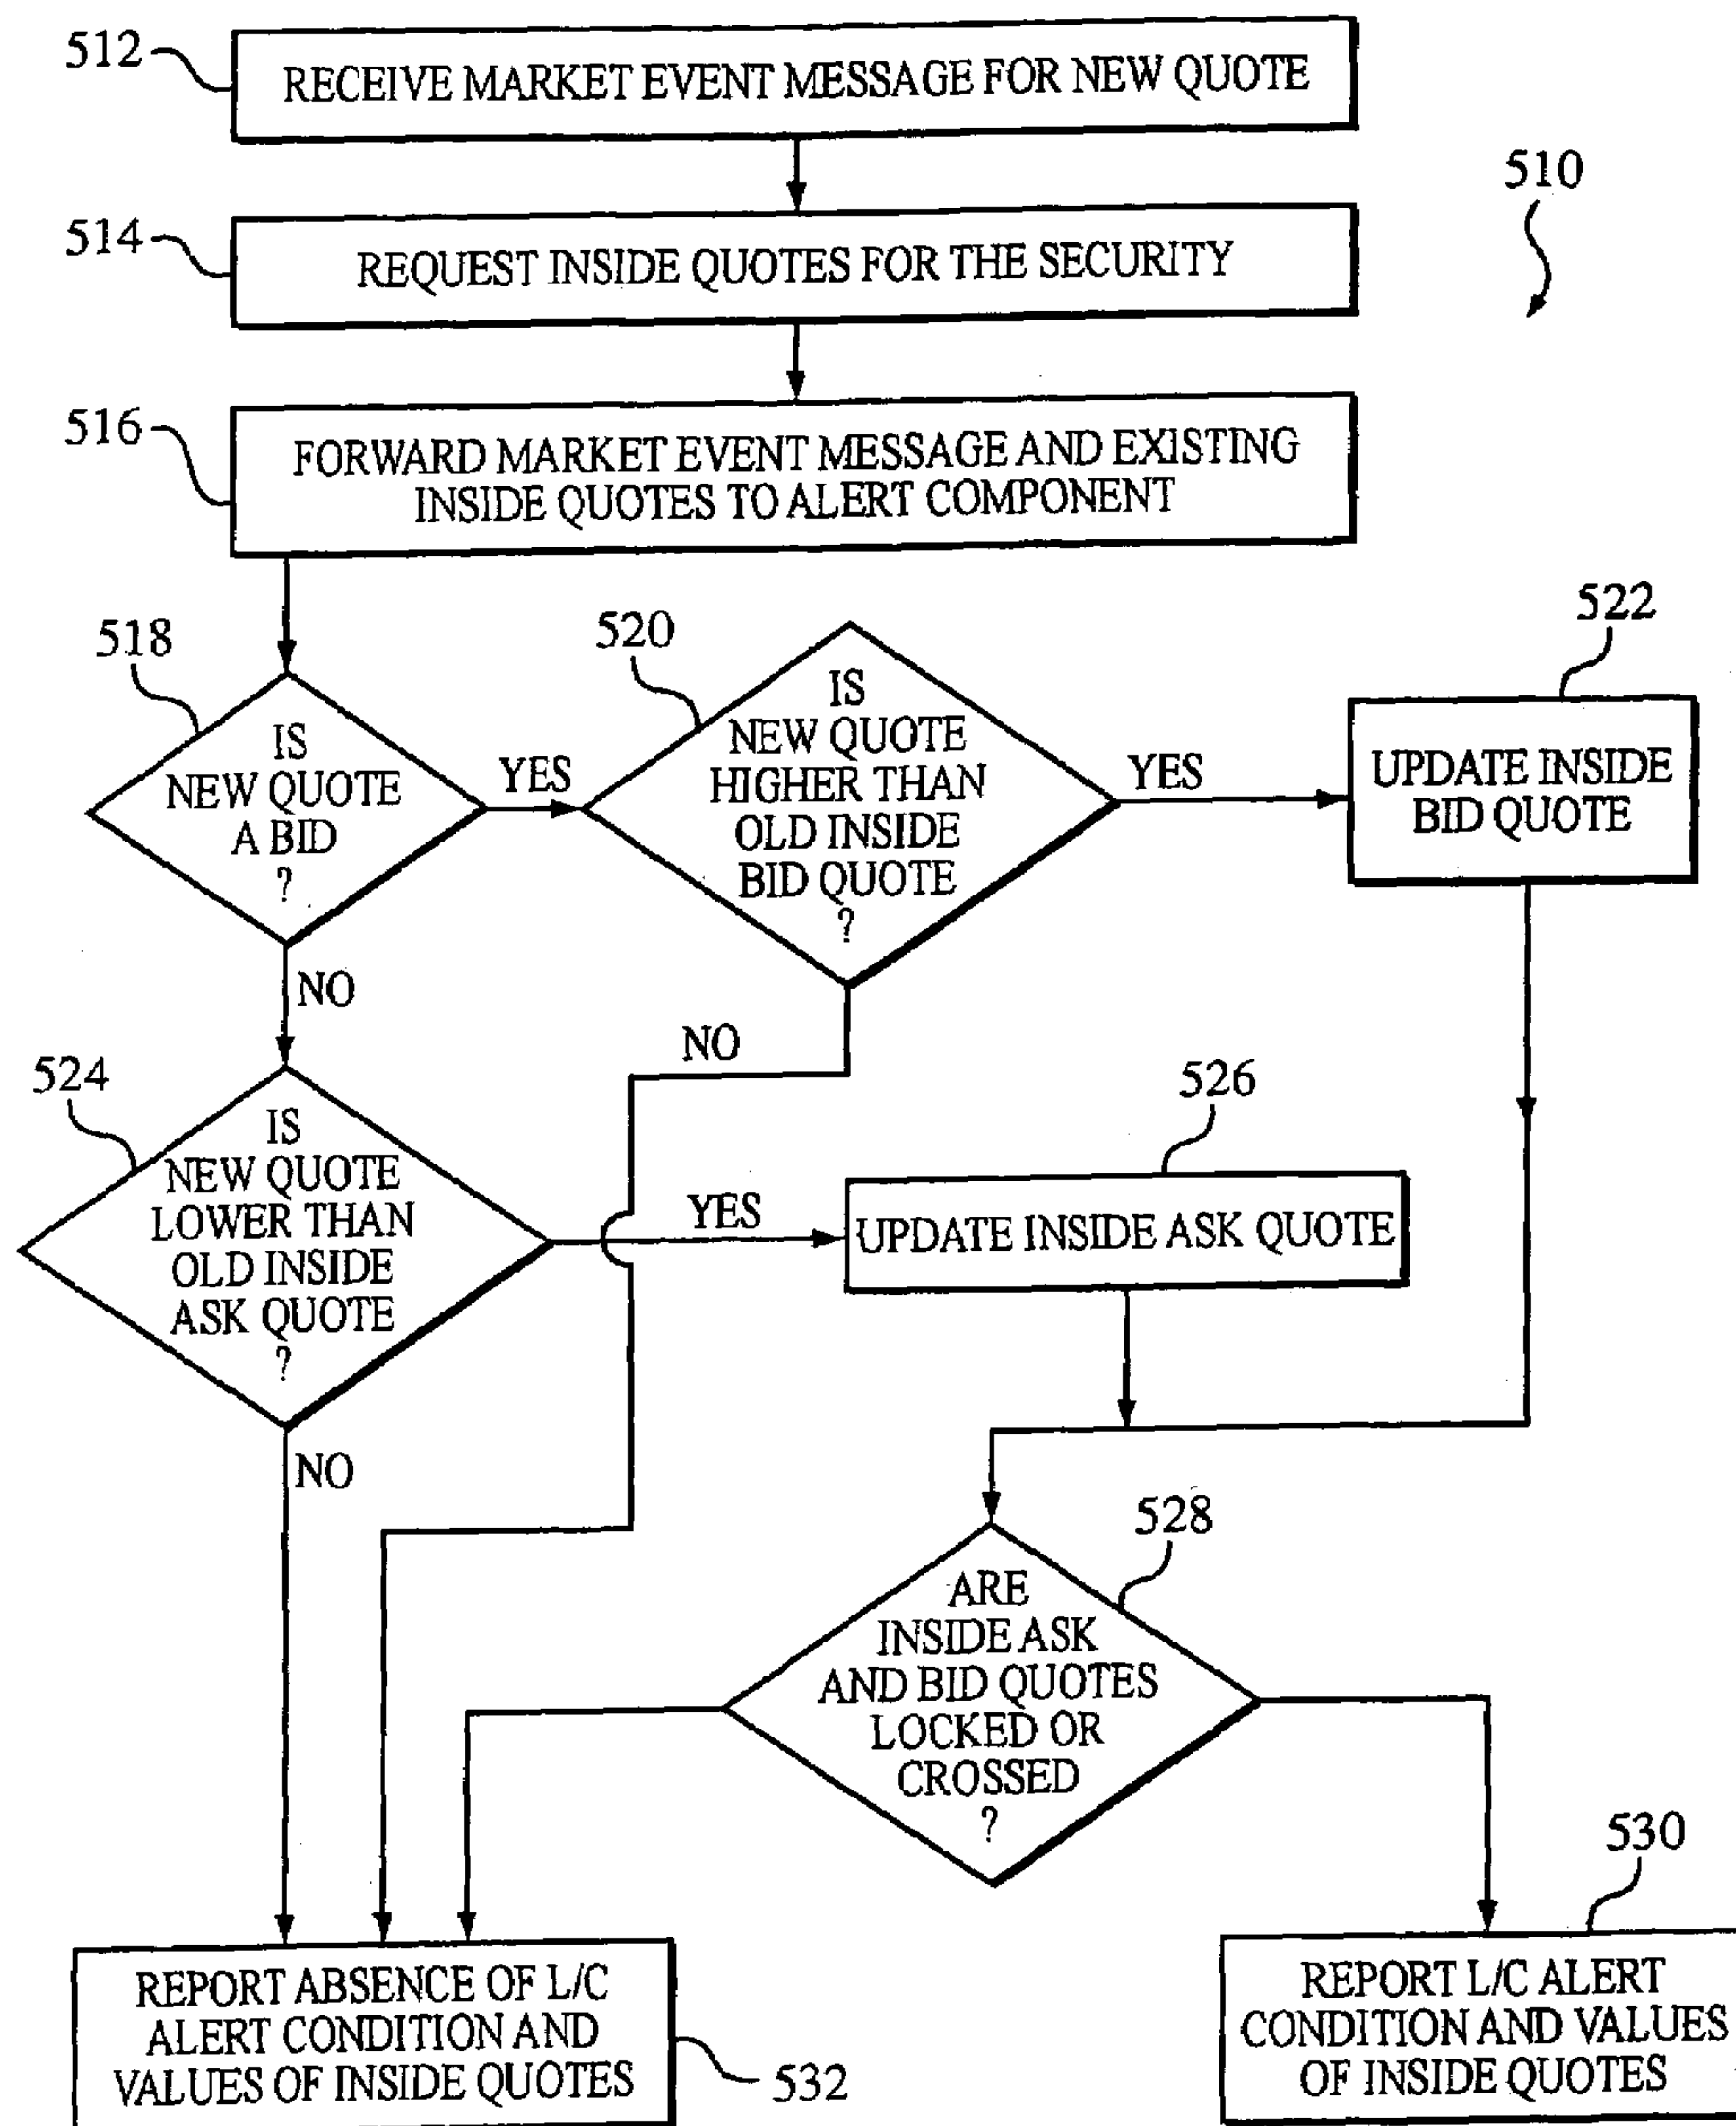 512
RECEIVE MARKET EVENT MESSAGE FOR NEW QUOTE
510
514
REQUEST INSIDE QUOTES FOR THE SECURITY
516
FORWARD MARKET EVENT MESSAGE AND EXISTING
INSIDE QUOTES TO ALERT COMPONENT
518
IS
NEW QUOTE
A BID
?
YES
NO
520
IS
NEW QUOTE
HIGHER THAN
OLD INSIDE
BID QUOTE
?
YES
NO
522
UPDATE INSIDE
BID QUOTE
524
IS
NEW QUOTE
LOWER THAN
OLD INSIDE
ASK QUOTE
?
YES
NO
526
UPDATE INSIDE ASK QUOTE
528
ARE
INSIDE ASK
AND BID QUOTES
LOCKED OR
CROSSED
?
530
REPORT L/C ALERT
CONDITION AND VALUES
OF INSIDE QUOTES
REPORT ABSENCE OF L/C
ALERT CONDITION AND
VALUES OF INSIDE QUOTES
532